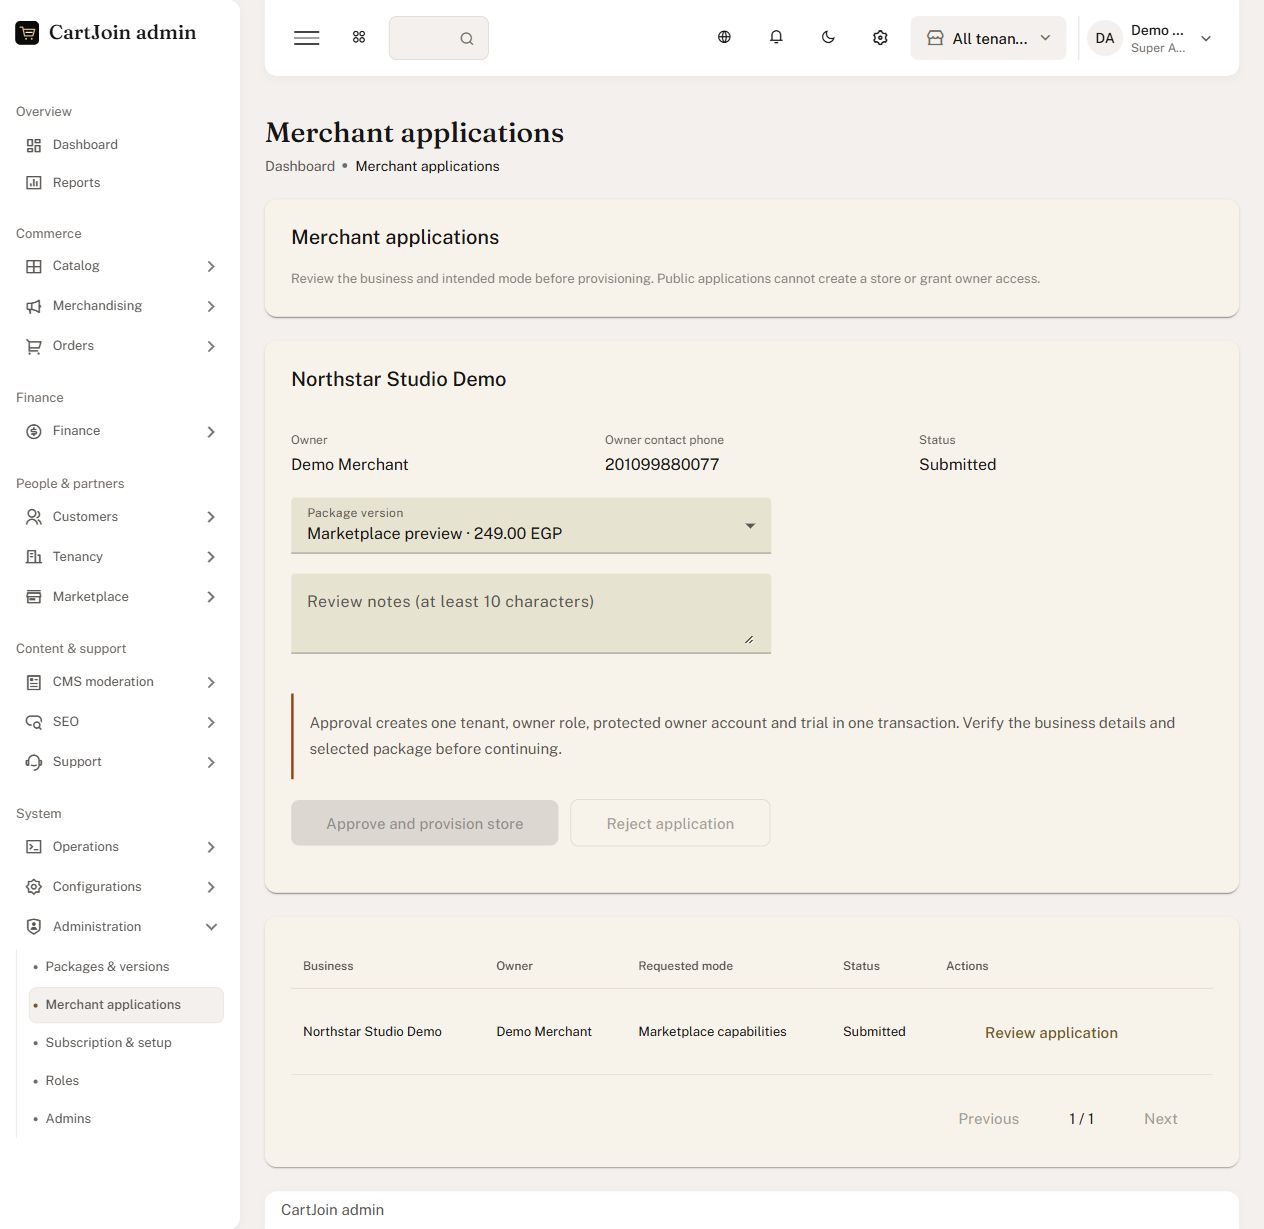 CartJoin admin
All tenan...
DA
Demo ...
Super A...
Overview
Dashboard
Reports
Commerce
Catalog
Merchandising
Orders
Finance
Finance
People & partners
Customers
Tenancy
Marketplace
Content & support
CMS moderation
SEO
Support
System
Operations
Configurations
Administration
Packages & versions
Merchant applications
Subscription & setup
Roles
Admins
Merchant applications
Dashboard • Merchant applications
Merchant applications
Review the business and intended mode before provisioning. Public applications cannot create a store or grant owner access.
Northstar Studio Demo
Owner Owner contact phone Status
Demo Merchant 201099880077 Submitted
Package version
Marketplace preview · 249.00 EGP
Review notes (at least 10 characters)
Approval creates one tenant, owner role, protected owner account and trial in one transaction. Verify the business details and
selected package before continuing.
Approve and provision store Reject application
Business Owner Requested mode Status Actions
Northstar Studio Demo Demo Merchant Marketplace capabilities Submitted Review application
Previous 1 / 1 Next
CartJoin admin